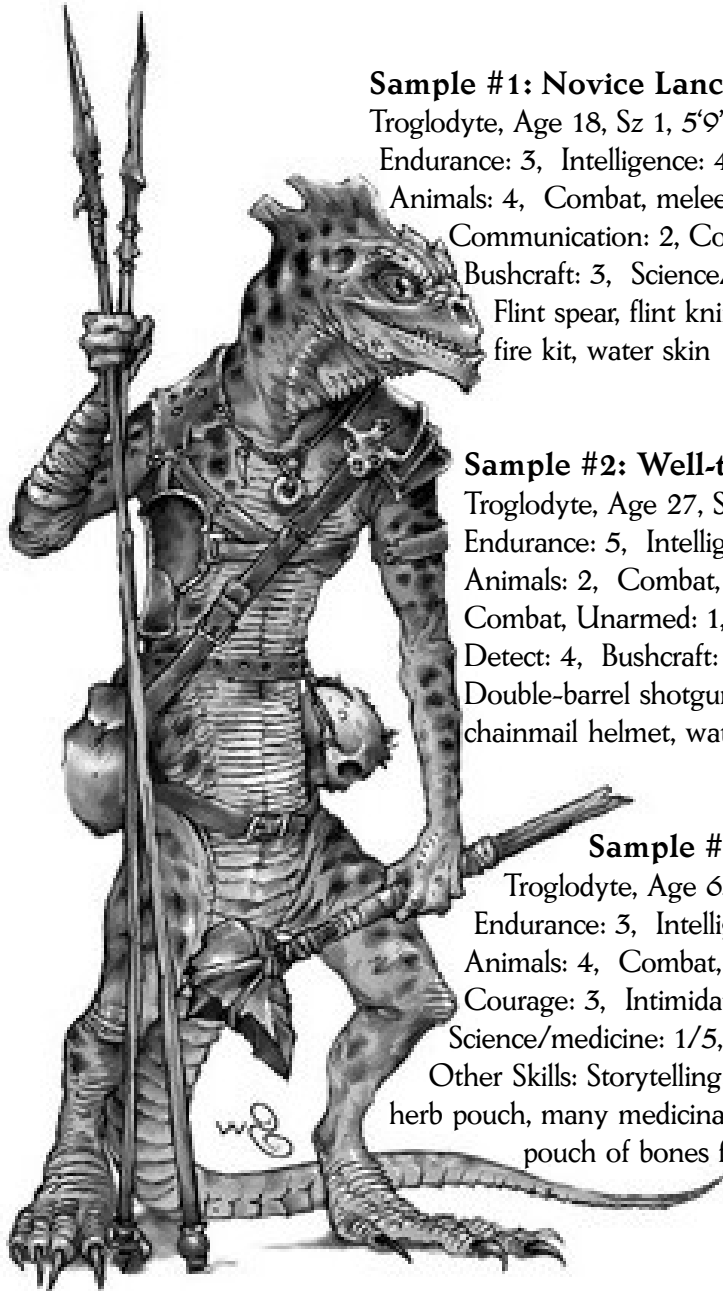 Sample #1: Novice Lanc
Troglodyte, Age 18, Sz 1, 5'9"
Endurance: 3, Intelligence: 4
Animals: 4, Combat, melee
Communication: 2, Co
Bushcraft: 3, Science/
Flint spear, flint kni
fire kit, water skin
Sample #2: Well-t
Troglodyte, Age 27, S
Endurance: 5, Intellig
Animals: 2, Combat,
Combat, Unarmed: 1,
Detect: 4, Bushcraft:
Double-barrel shotgun
chainmail helmet, wat
Sample #
Troglodyte, Age 6
Endurance: 3, Intellig
Animals: 4, Combat,
Courage: 3, Intimida
Science/medicine: 1/5,
Other Skills: Storytelling
herb pouch, many medicina
pouch of bones f